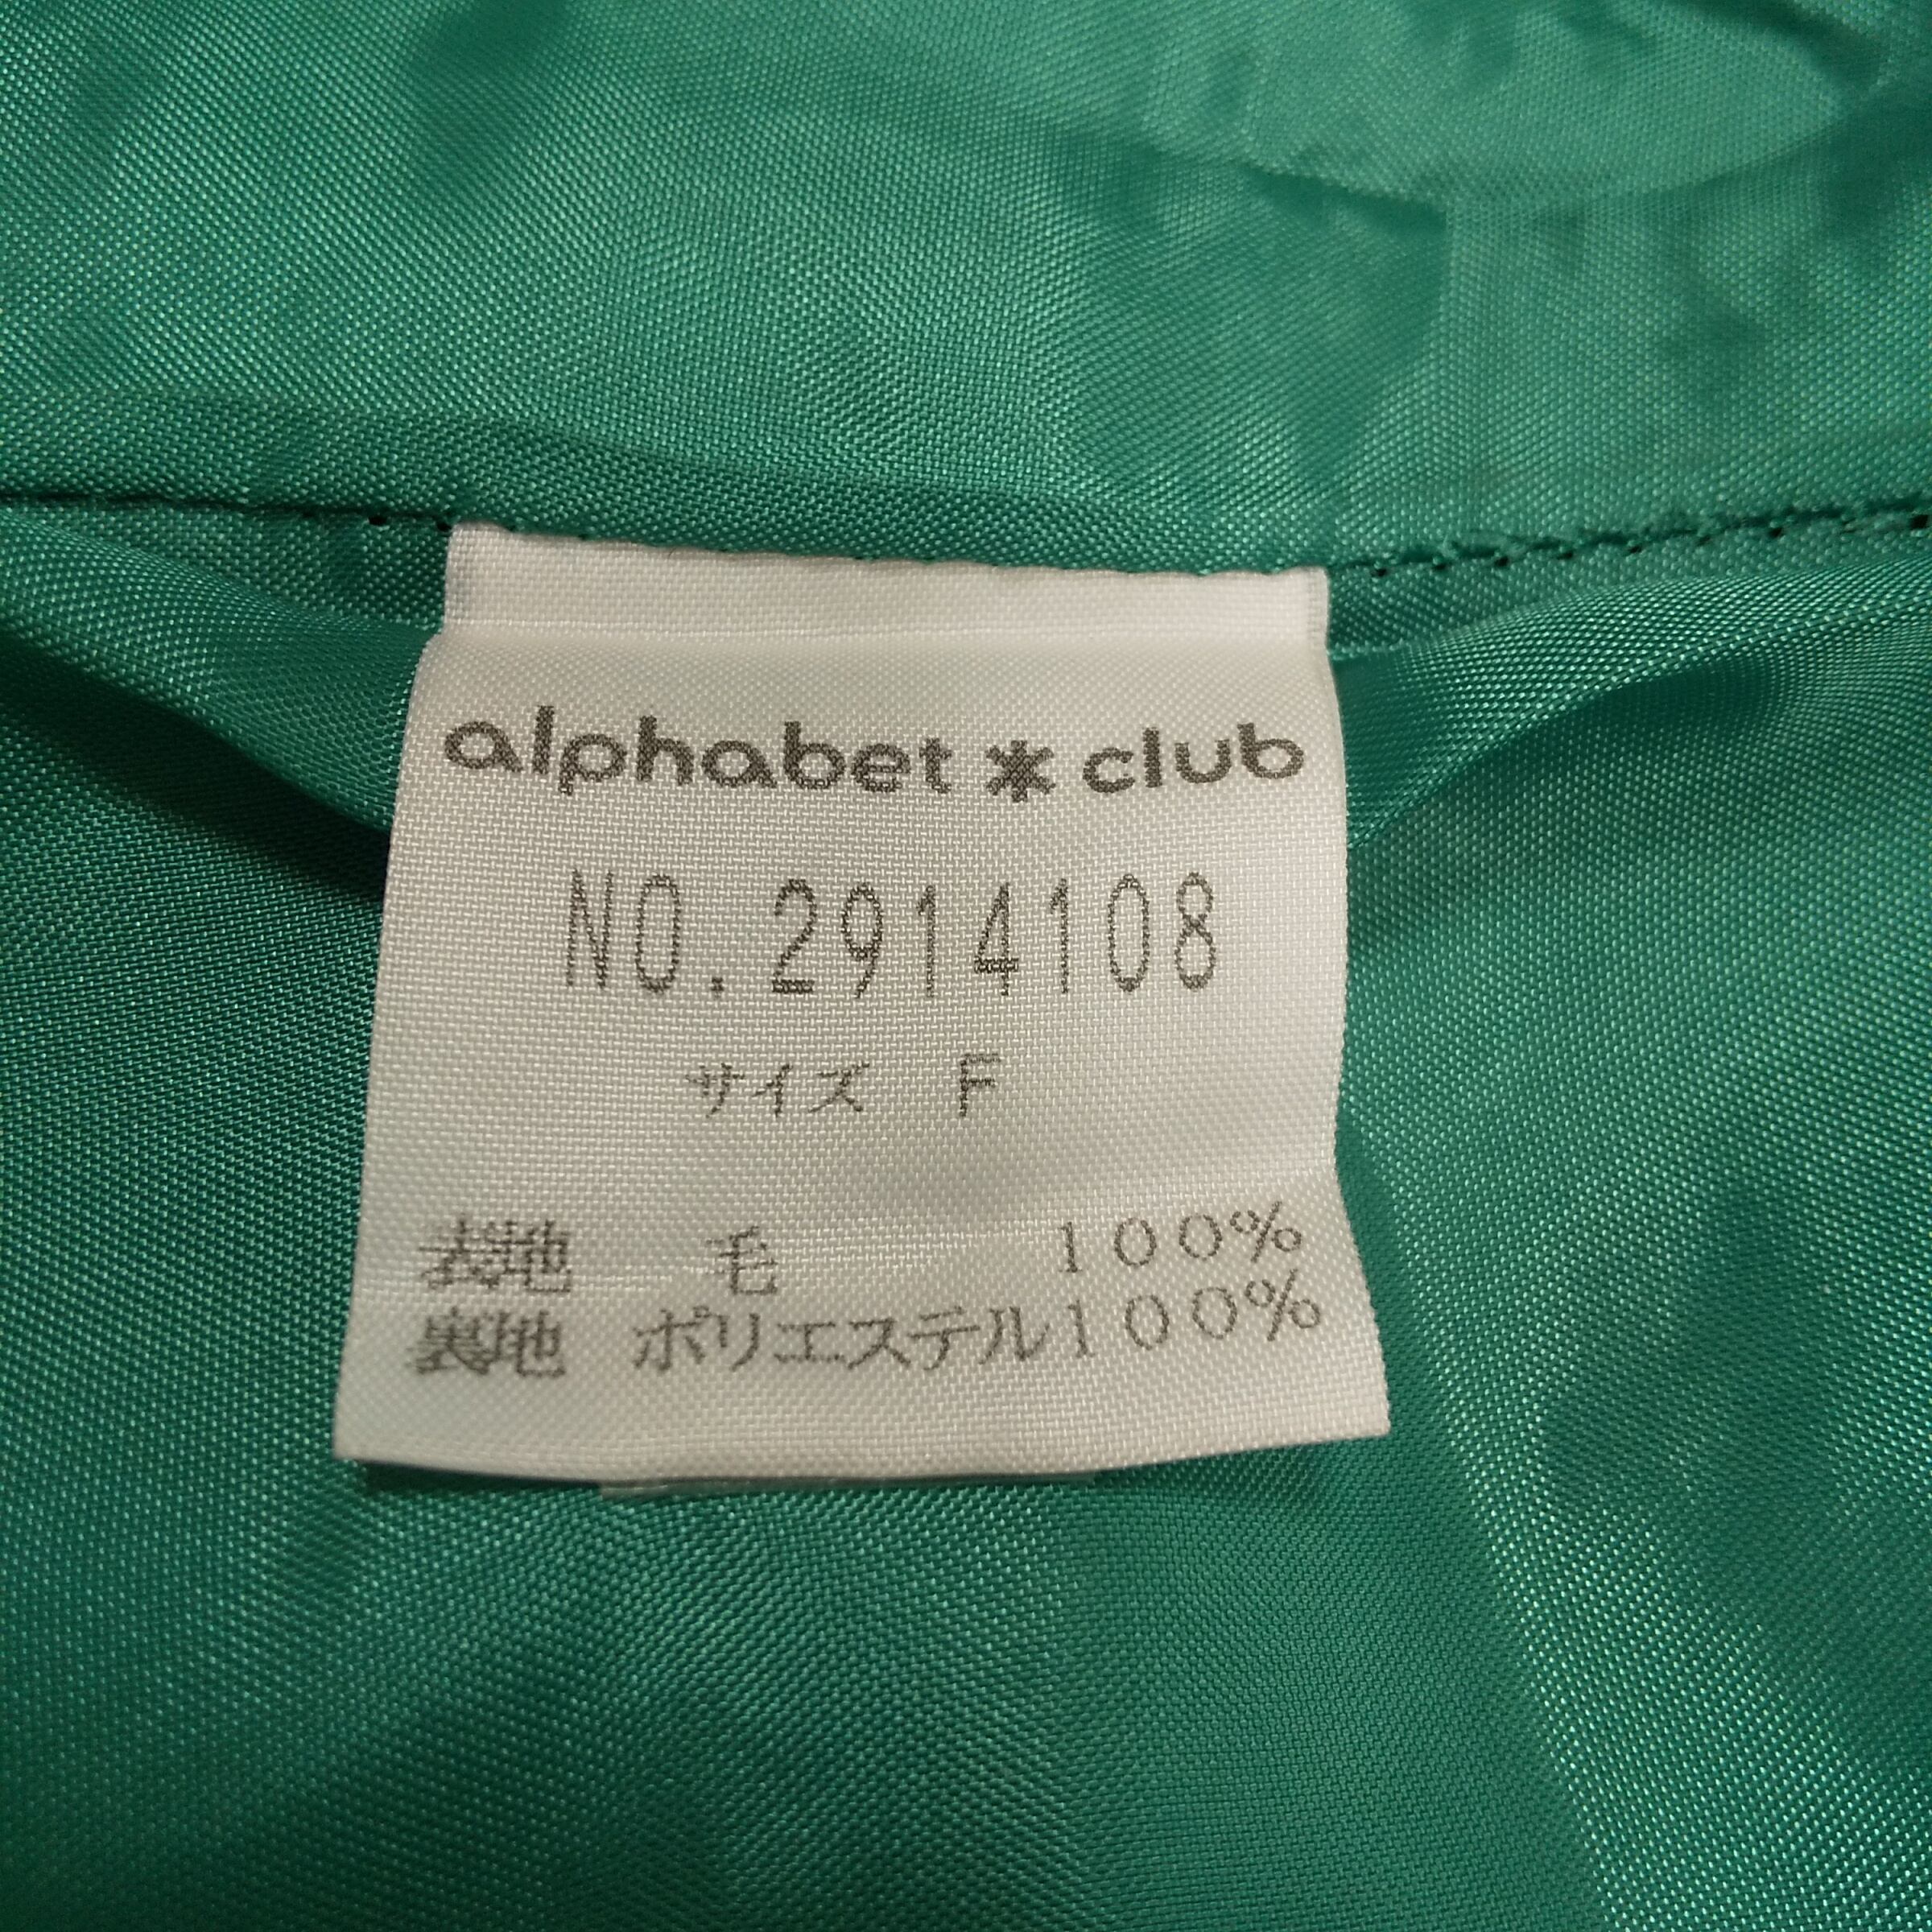 alphabet * club
NO.2914108
サイズ F
表地 毛 100%
裏地 ポリエステル100%